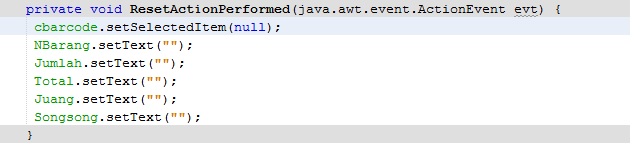 private void ResetActionPerformed(java.awt.event.ActionEvent evt) {
cbarcode.setSelectedItem(null);
NBarang.setText("");
Jumlah.setText("");
Total.setText("");
Juang.setText("");
Songsong.setText("");
}